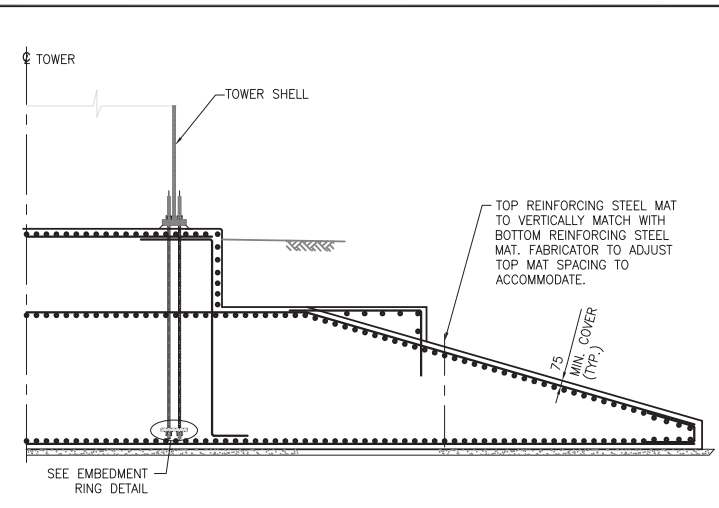 ℄ TOWER
TOWER SHELL
TOP REINFORCING STEEL MAT
TO VERTICALLY MATCH WITH
BOTTOM REINFORCING STEEL
MAT. FABRICATOR TO ADJUST
TOP MAT SPACING TO
ACCOMMODATE.
75
MIN. COVER
(TYP.)
SEE EMBEDMENT
RING DETAIL